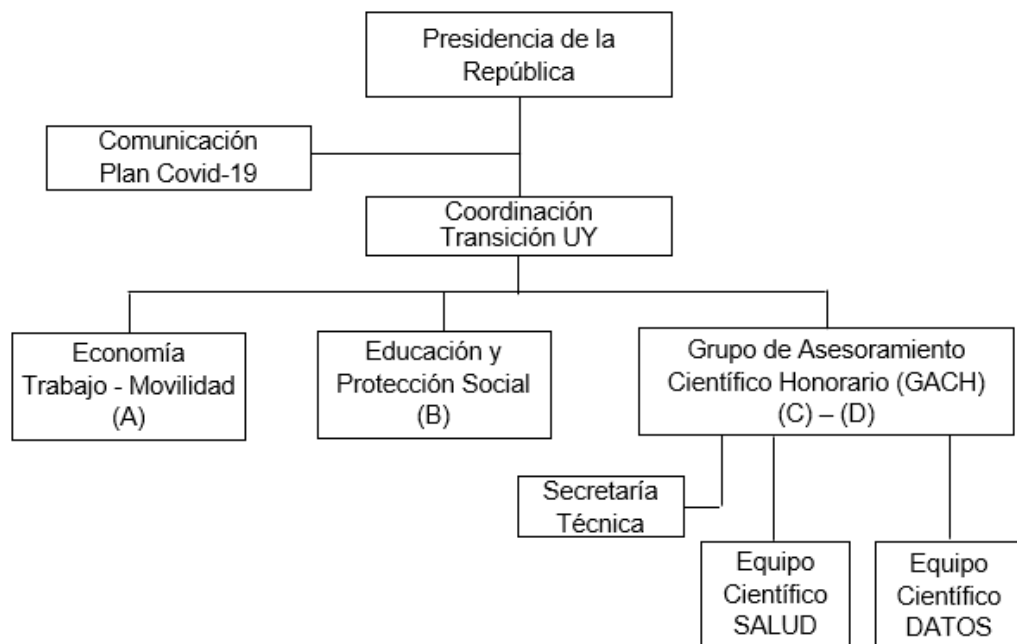 Presidencia de la
República
Comunicación
Plan Covid-19
Coordinación
Transición UY
Economía
Trabajo - Movilidad
(A)
Educación y
Protección Social
(B)
Grupo de Asesoramiento
Científico Honorario (GACH)
(C) – (D)
Secretaría
Técnica
Equipo
Científico
SALUD
Equipo
Científico
DATOS